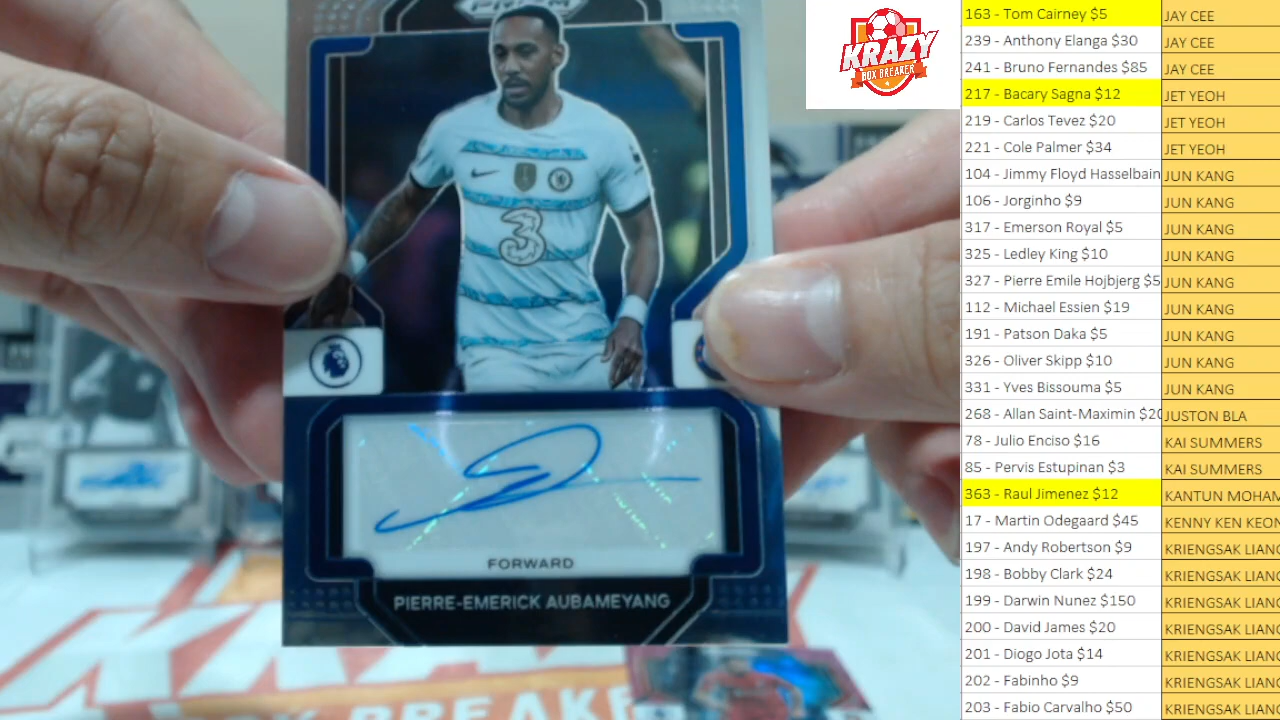 PRIZM
3
FORWARD
PIERRE-EMERICK AUBAMEYANG
BREAKER
KRAZY
BOX BREAKER
163 - Tom Cairney $5 JAY CEE
239 - Anthony Elanga $30 JAY CEE
241 - Bruno Fernandes $85 JAY CEE
217 - Bacary Sagna $12 JET YEOH
219 - Carlos Tevez $20 JET YEOH
221 - Cole Palmer $34 JET YEOH
104 - Jimmy Floyd Hasselbain JUN KANG
106 - Jorginho $9 JUN KANG
317 - Emerson Royal $5 JUN KANG
325 - Ledley King $10 JUN KANG
327 - Pierre Emile Hojbjerg $5 JUN KANG
112 - Michael Essien $19 JUN KANG
191 - Patson Daka $5 JUN KANG
326 - Oliver Skipp $10 JUN KANG
331 - Yves Bissouma $5 JUN KANG
268 - Allan Saint-Maximin $20 JUSTON BLA
78 - Julio Enciso $16 KAI SUMMERS
85 - Pervis Estupinan $3 KAI SUMMERS
363 - Raul Jimenez $12 KANTUN MOHAM
17 - Martin Odegaard $45 KENNY KEN KEON
197 - Andy Robertson $9 KRIENGSAK LIANG
198 - Bobby Clark $24 KRIENGSAK LIANG
199 - Darwin Nunez $150 KRIENGSAK LIANG
200 - David James $20 KRIENGSAK LIANG
201 - Diogo Jota $14 KRIENGSAK LIANG
202 - Fabinho $9 KRIENGSAK LIANG
203 - Fabio Carvalho $50 KRIENGSAK LIANG